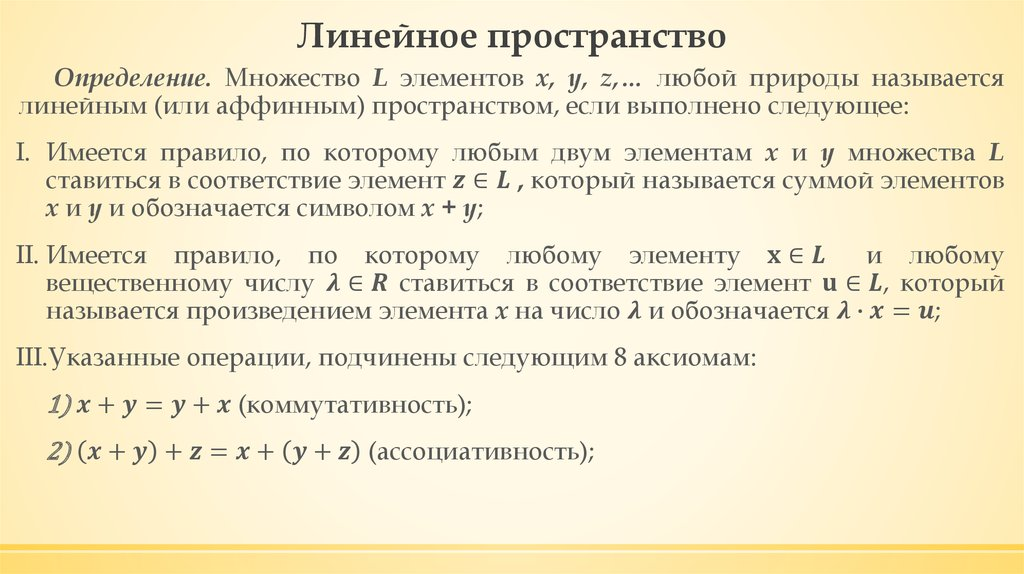 Линейное пространство
Определение. Множество L элементов x, y, z,… любой природы называется
линейным (или аффинным) пространством, если выполнено следующее:
I. Имеется правило, по которому любым двум элементам x и y множества L
ставиться в соответствие элемент z ∈ L , который называется суммой элементов
x и y и обозначается символом x + y;
II. Имеется правило, по которому любому элементу x ∈ L и любому
вещественному числу λ ∈ R ставиться в соответствие элемент u ∈ L, который
называется произведением элемента x на число λ и обозначается λ · x = u;
III.Указанные операции, подчинены следующим 8 аксиомам:
1) x + y = y + x (коммутативность);
2) (x + y) + z = x + (y + z) (ассоциативность);